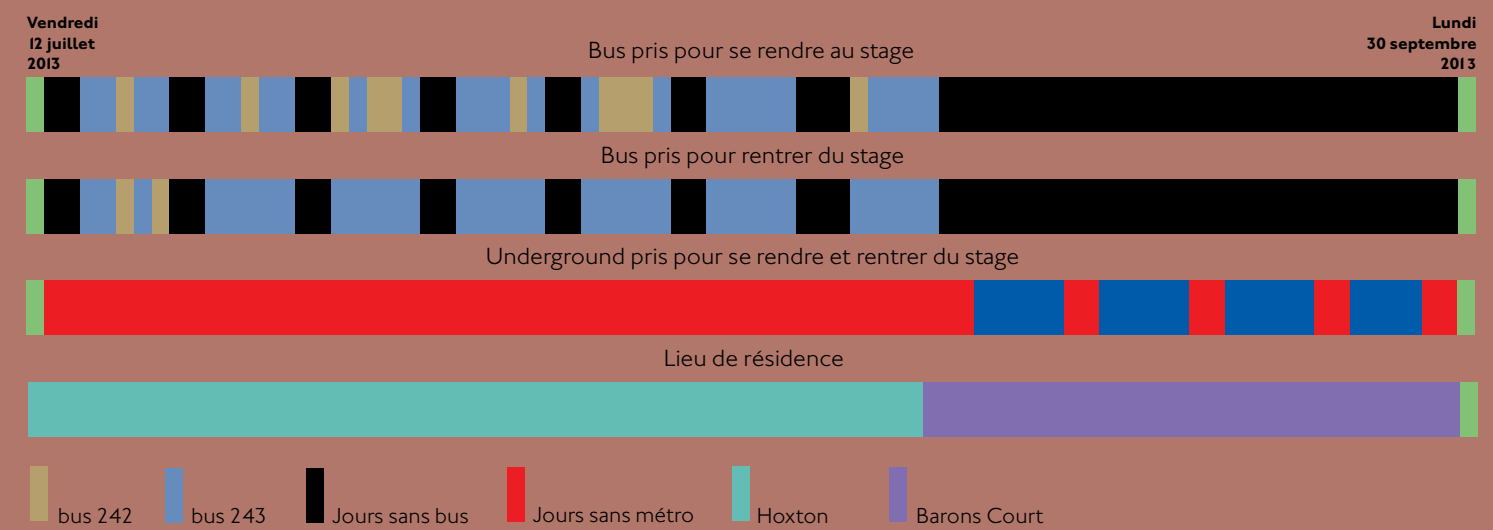 Vendredi
12 juillet
2013
Lundi
30 septembre
2013
Bus pris pour se rendre au stage
Bus pris pour rentrer du stage
Underground pris pour se rendre et rentrer du stage
Lieu de résidence
bus 242
bus 243
Jours sans bus
Jours sans métro
Hoxton
Barons Court